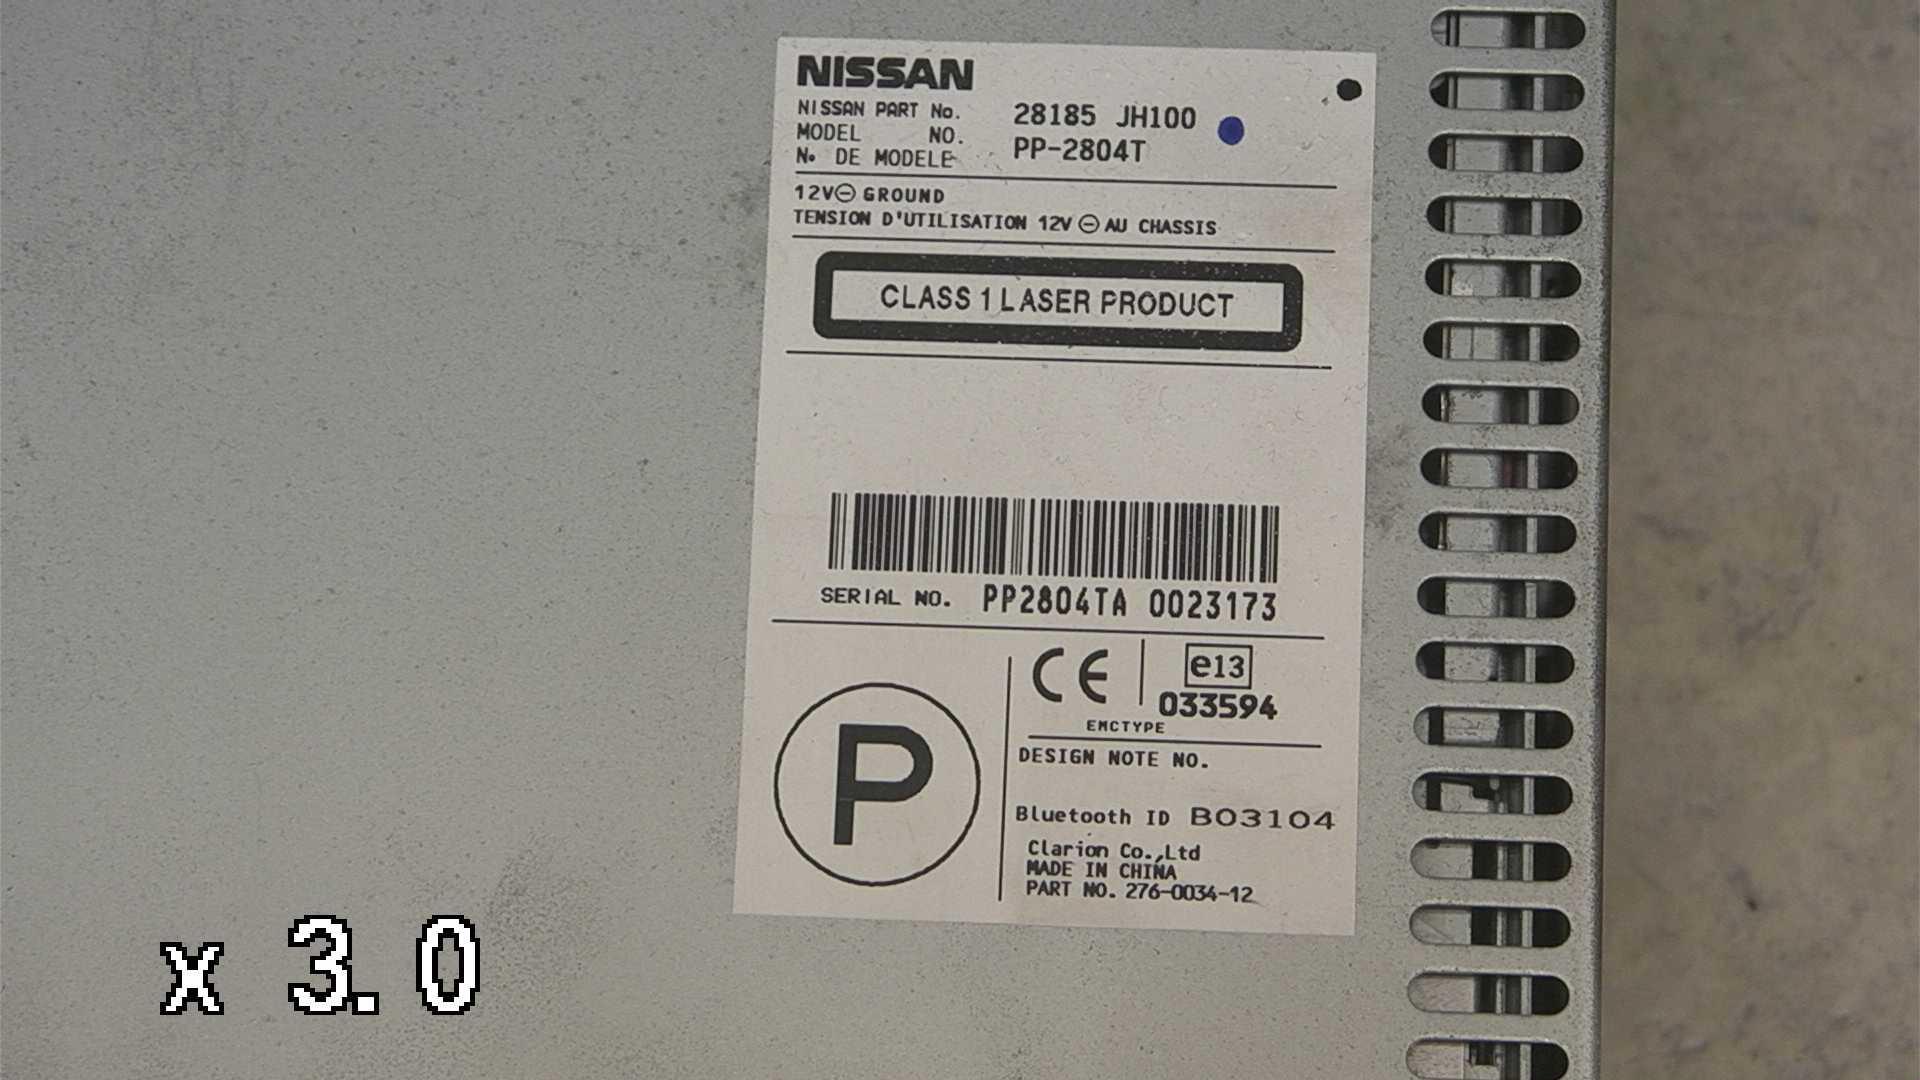 NISSAN
NISSAN PART No. 28185 JH100
MODEL NO. PP-2804T
N. DE MODELE
12V⊖ GROUND
TENSION D'UTILISATION 12V ⊖ AU CHASSIS
CLASS 1 LASER PRODUCT
SERIAL NO. PP2804TA 0023173
P
CE
e13
033594
EMCTYPE
DESIGN NOTE NO.
Bluetooth ID B03104
Clarion Co.,Ltd
MADE IN CHINA
PART NO. 276-0034-12
x 3.0